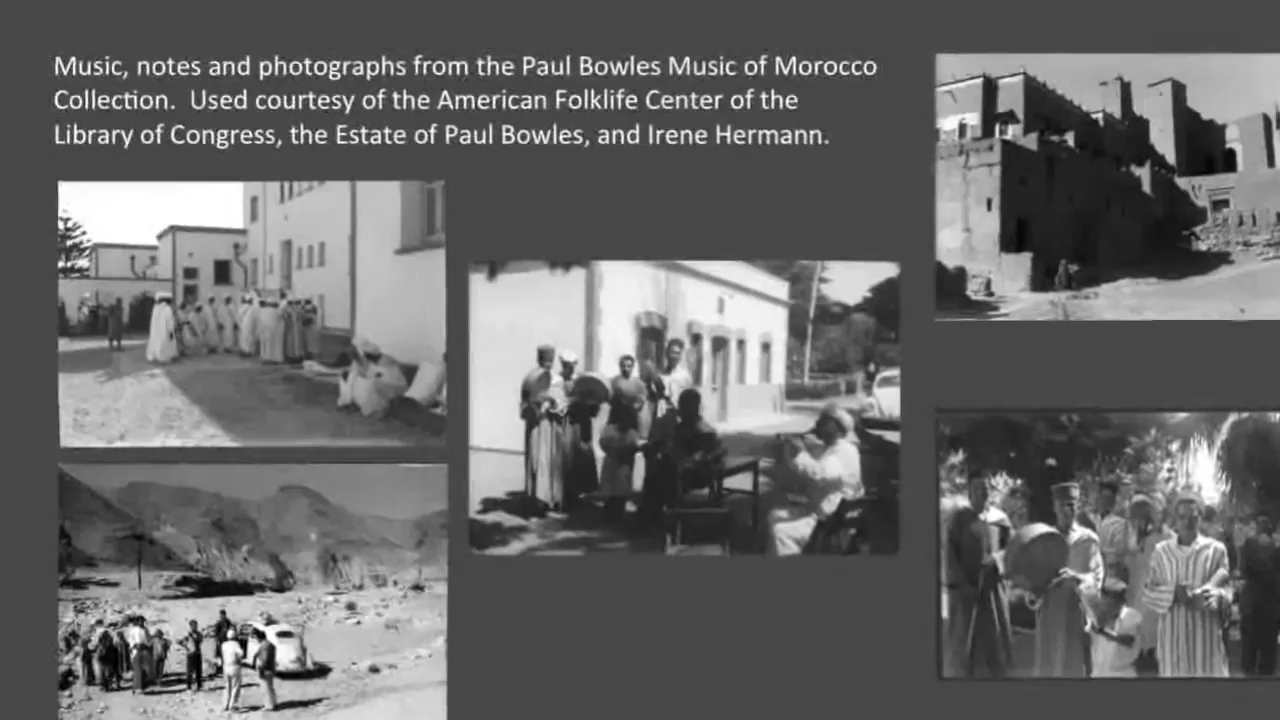 Music, notes and photographs from the Paul Bowles Music of Morocco
Collection.  Used courtesy of the American Folklife Center of the
Library of Congress, the Estate of Paul Bowles, and Irene Hermann.